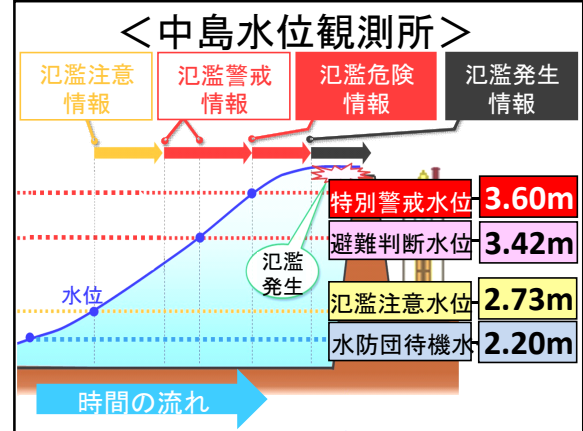 ＜中島水位観測所＞
氾濫注意
情報
氾濫警戒
情報
氾濫危険
情報
氾濫発生
情報
特別警戒水位
3.60m
避難判断水位
3.42m
氾濫
発生
水位
氾濫注意水位
2.73m
水防団待機水
2.20m
時間の流れ